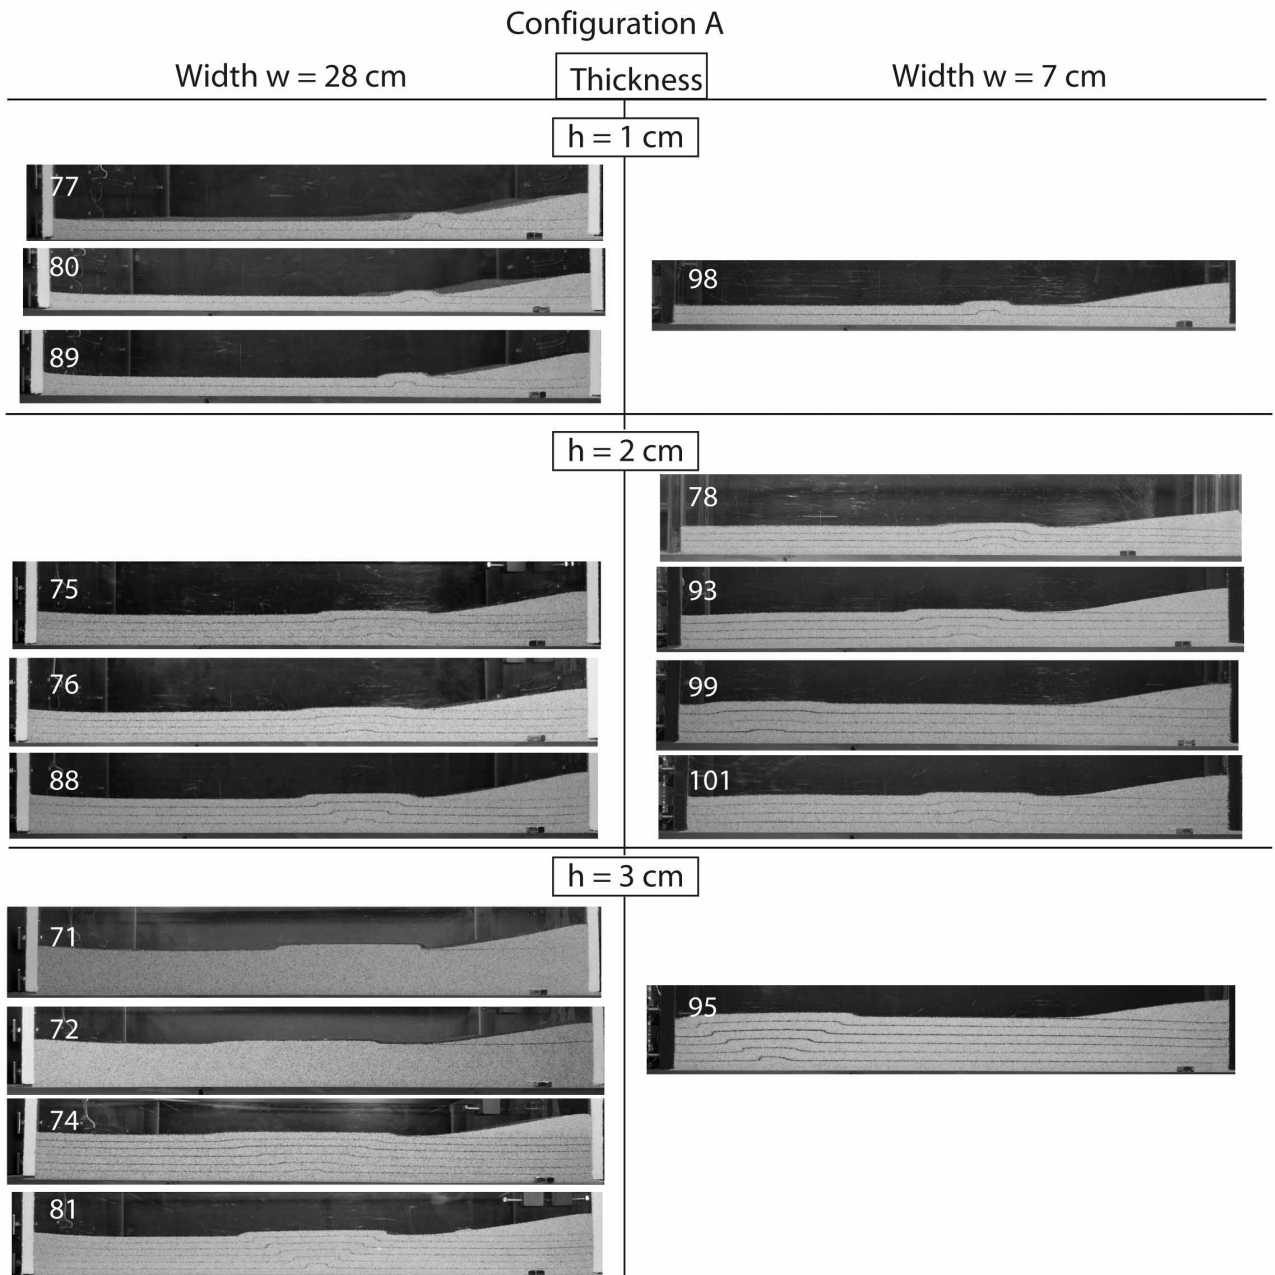 Configuration A
Width w = 28 cm
Thickness
Width w = 7 cm
h = 1 cm
77
80
89
98
h = 2 cm
75
76
88
78
93
99
101
h = 3 cm
71
72
74
81
95